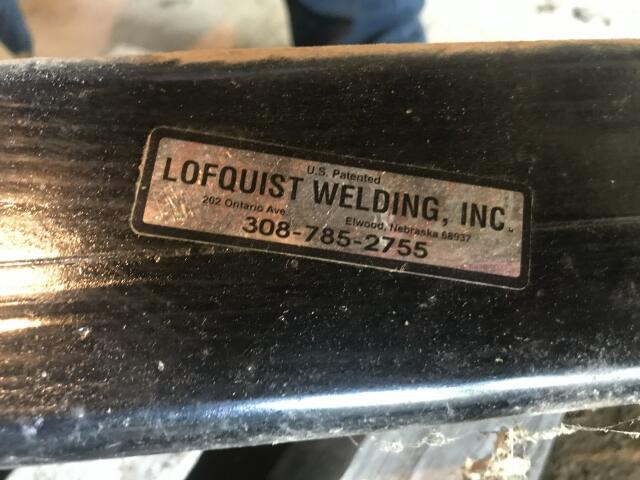 U.S. Patented
LOFQUIST WELDING, INC.
202 Ontario Ave. Elwood, Nebraska 68937
308-785-2755